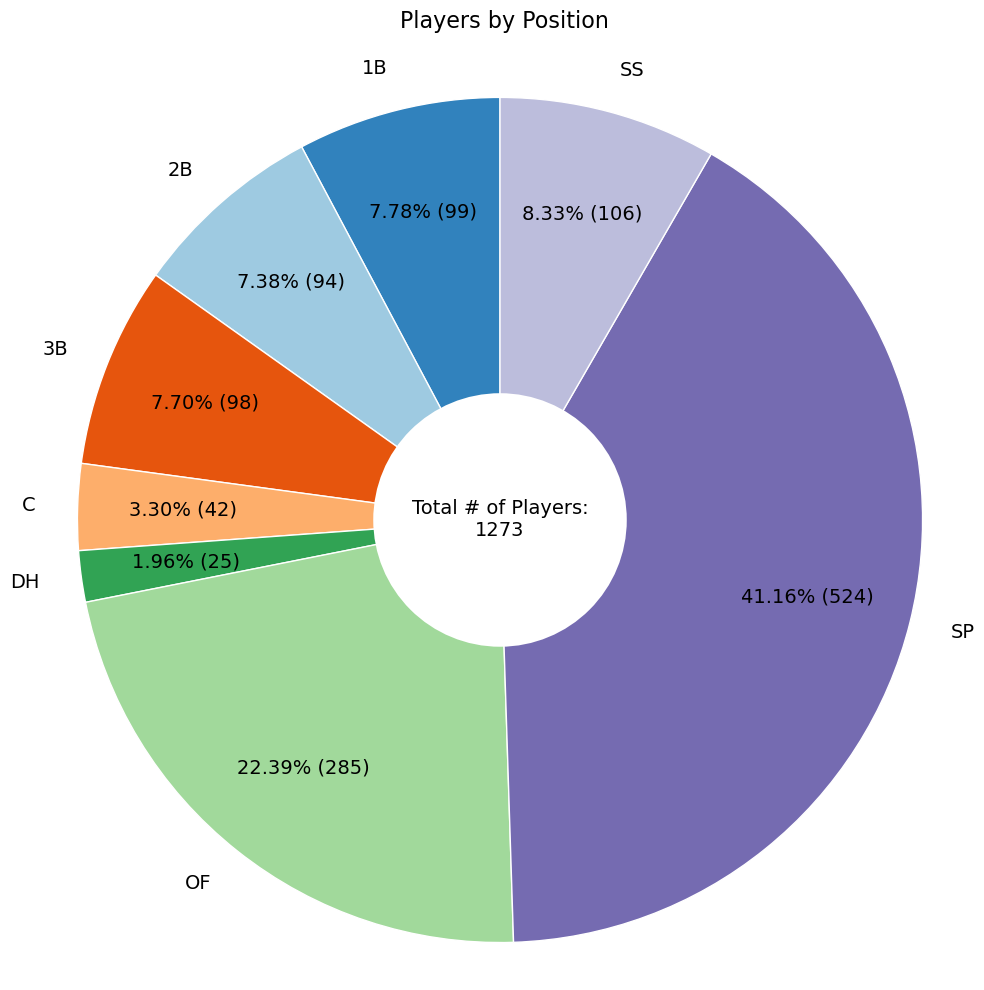 Players by Position
1B
SS
2B
7.78% (99)
8.33% (106)
7.38% (94)
3B
7.70% (98)
C
3.30% (42)
Total # of Players:
1273
DH
1.96% (25)
41.16% (524)
SP
22.39% (285)
OF